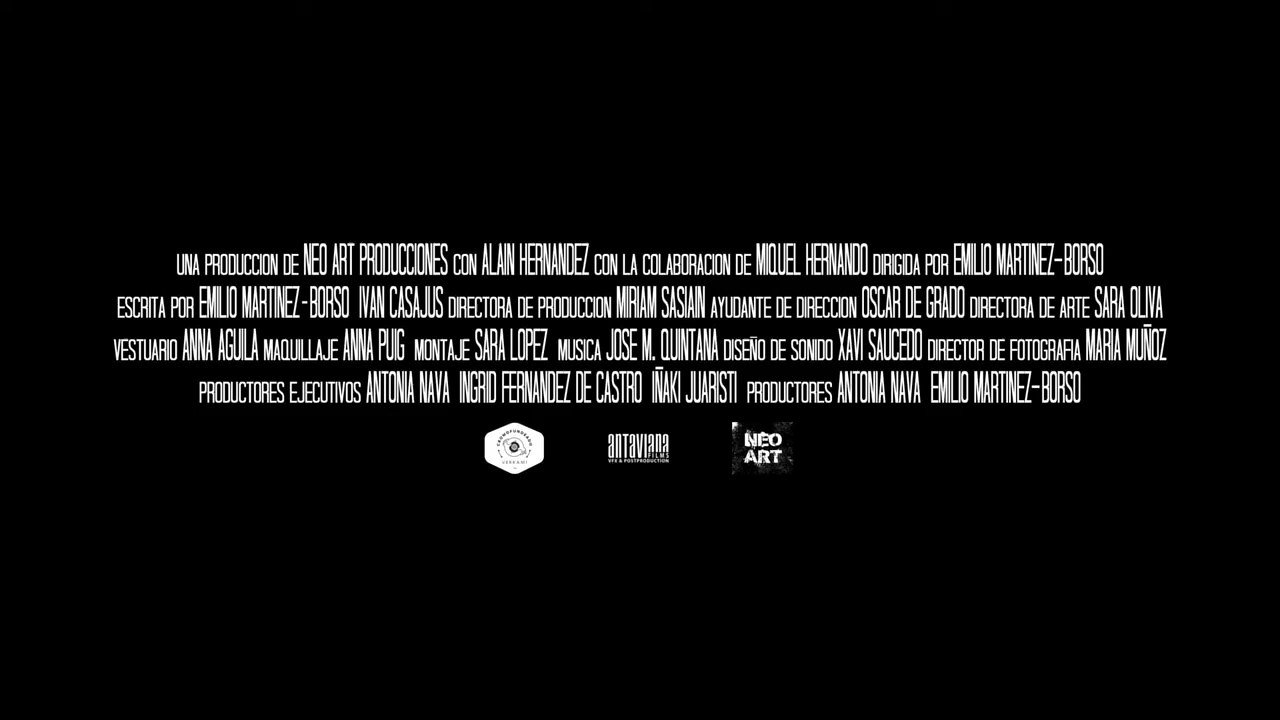 UNA PRODUCCION DE NEO ART PRODUCCIONES CON ALAIN HERNANDEZ CON LA COLABORACION DE MIQUEL HERNANDO DIRIGIDA POR EMILIO MARTINEZ-BORSO
ESCRITA POR EMILIO MARTINEZ-BORSO IVAN CASAJUS DIRECTORA DE PRODUCCION MIRIAM SASIAIN AYUDANTE DE DIRECCION OSCAR DE GRADO DIRECTORA DE ARTE SARA OLIVA
VESTUARIO ANNA AGUILA MAQUILLAJE ANNA PUIG MONTAJE SARA LOPEZ MUSICA JOSE M. QUINTANA DISEÑO DE SONIDO XAVI SAUCEDO DIRECTOR DE FOTOGRAFIA MARIA MUÑOZ
PRODUCTORES EJECUTIVOS ANTONIA NAVA INGRID FERNANDEZ DE CASTRO IÑAKI JUARISTI PRODUCTORES ANTONIA NAVA EMILIO MARTINEZ-BORSO
VERKAMI
antaviana
FILMS
VFX & POSTPRODUCTION
NEO
ART